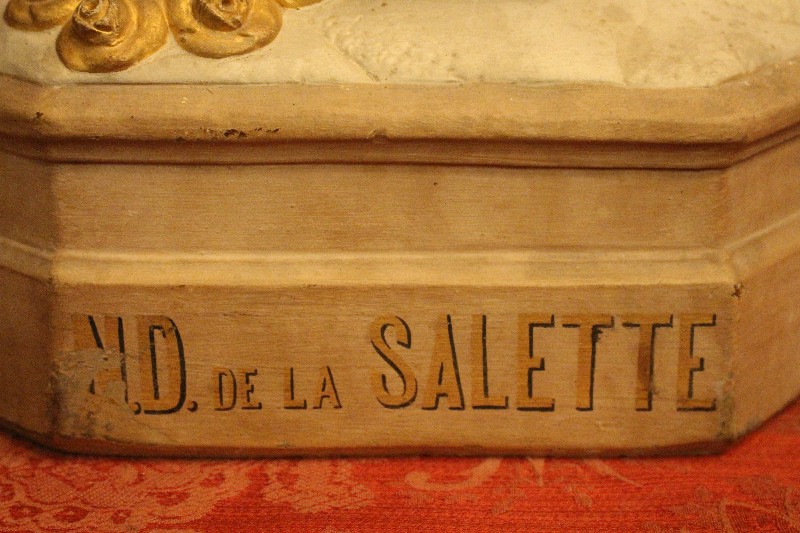 N.D. DE LA SALETTE